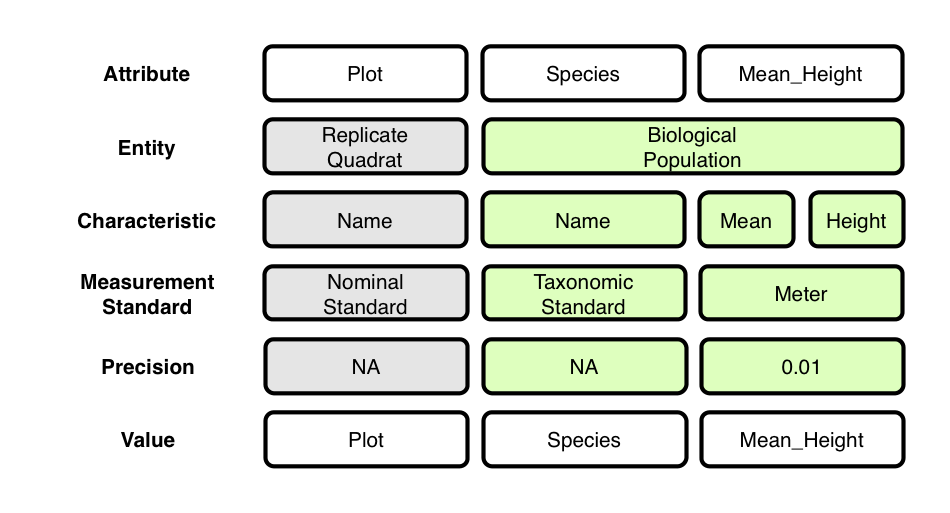 Attribute
Plot
Species
Mean_Height
Entity
Replicate
Quadrat
Biological
Population
Characteristic
Name
Name
Mean
Height
Measurement
Standard
Nominal
Standard
Taxonomic
Standard
Meter
Precision
NA
NA
0.01
Value
Plot
Species
Mean_Height